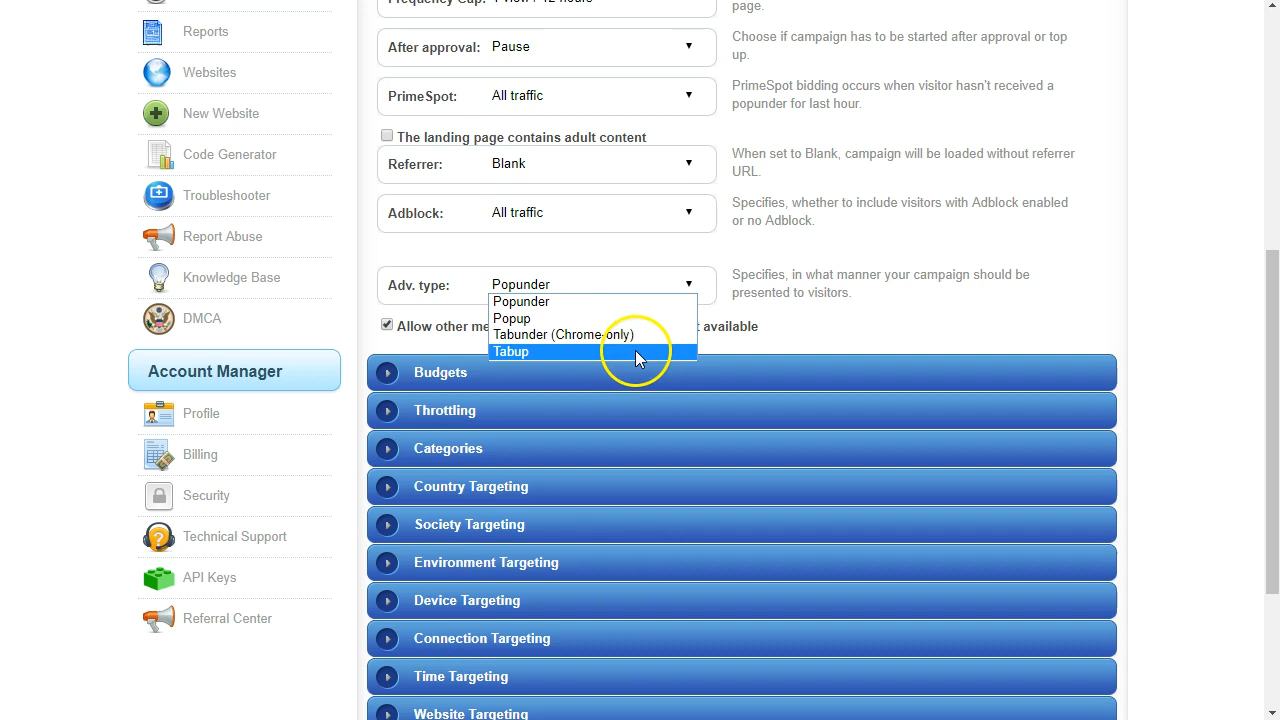 Reports
Websites
New Website
Code Generator
Troubleshooter
Report Abuse
Knowledge Base
DMCA
Account Manager
Profile
Billing
Security
Technical Support
API Keys
Referral Center
page.
After approval: Pause
Choose if campaign has to be started after approval or top
up.
PrimeSpot: All traffic
PrimeSpot bidding occurs when visitor hasn't received a
popunder for last hour.
The landing page contains adult content
Referrer: Blank
When set to Blank, campaign will be loaded without referrer
URL.
Adblock: All traffic
Specifies, whether to include visitors with Adblock enabled
or no Adblock.
Adv. type: Popunder
Specifies, in what manner your campaign should be
presented to visitors.
Popunder
Popup
Tabunder (Chrome-only)
Tabup
Allow other me
available
Budgets
Throttling
Categories
Country Targeting
Society Targeting
Environment Targeting
Device Targeting
Connection Targeting
Time Targeting
Website Targeting